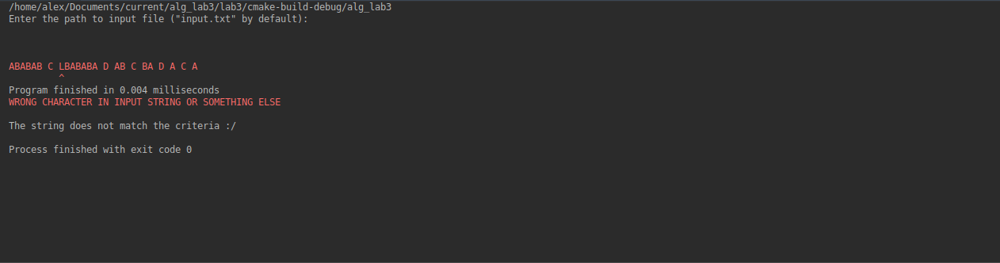 /home/alex/Documents/current/alg_lab3/lab3/cmake-build-debug/alg_lab3
Enter the path to input file ("input.txt" by default):
ABABAB C LBABABA D AB C BA D A C A
^
Program finished in 0.004 milliseconds
WRONG CHARACTER IN INPUT STRING OR SOMETHING ELSE
The string does not match the criteria :/
Process finished with exit code 0